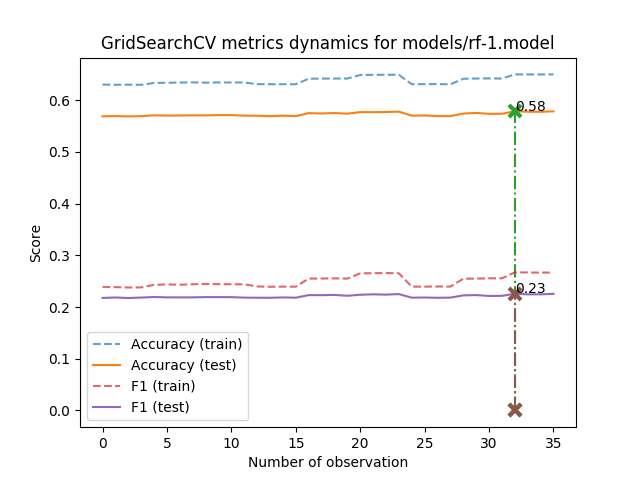 GridSearchCV metrics dynamics for models/rf-1.model
Score
0.6
0.5
0.4
0.3
0.2
0.1
0.0
0.58
0.23
Accuracy (train)
Accuracy (test)
F1 (train)
F1 (test)
0
5
10
15
20
25
30
35
Number of observation